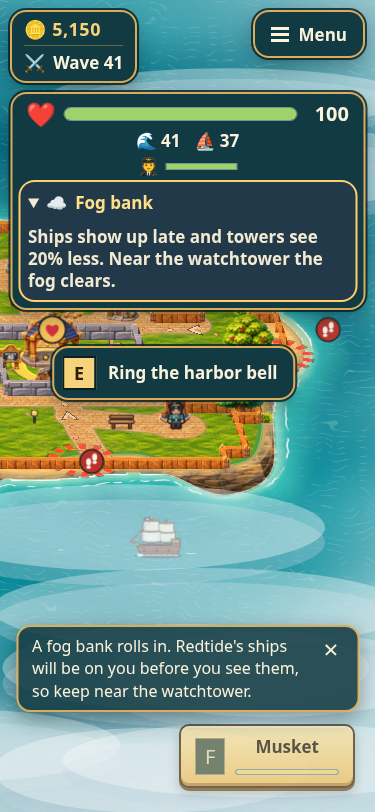 5,150
Menu
Wave 41
100
41 37
Fog bank
Ships show up late and towers see
20% less. Near the watchtower the
fog clears.
E Ring the harbor bell
A fog bank rolls in. Redtide's ships
will be on you before you see them,
so keep near the watchtower.
F Musket